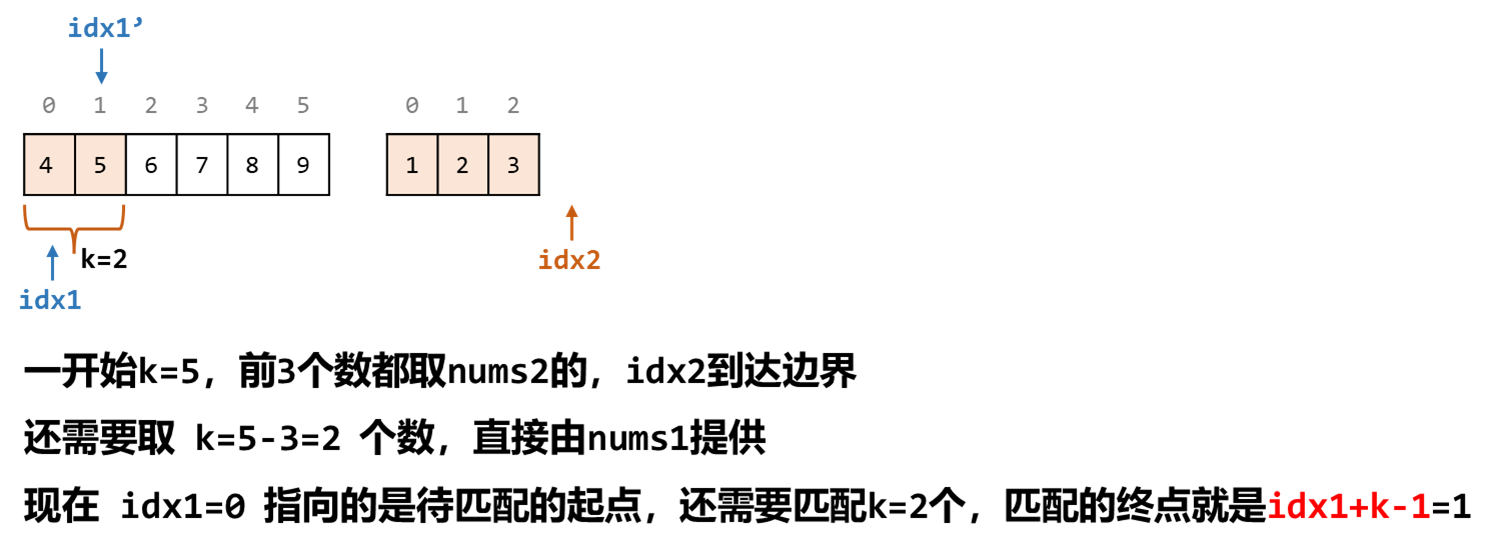 idx1’
0 1 2 3 4 5 0 1 2
4 5 6 7 8 9 1 2 3
k=2
idx2
idx1
一开始k=5，前3个数都取nums2的，idx2到达边界
还需要取 k=5-3=2 个数，直接由nums1提供
现在 idx1=0 指向的是待匹配的起点，还需要匹配k=2个，匹配的终点就是idx1+k-1=1